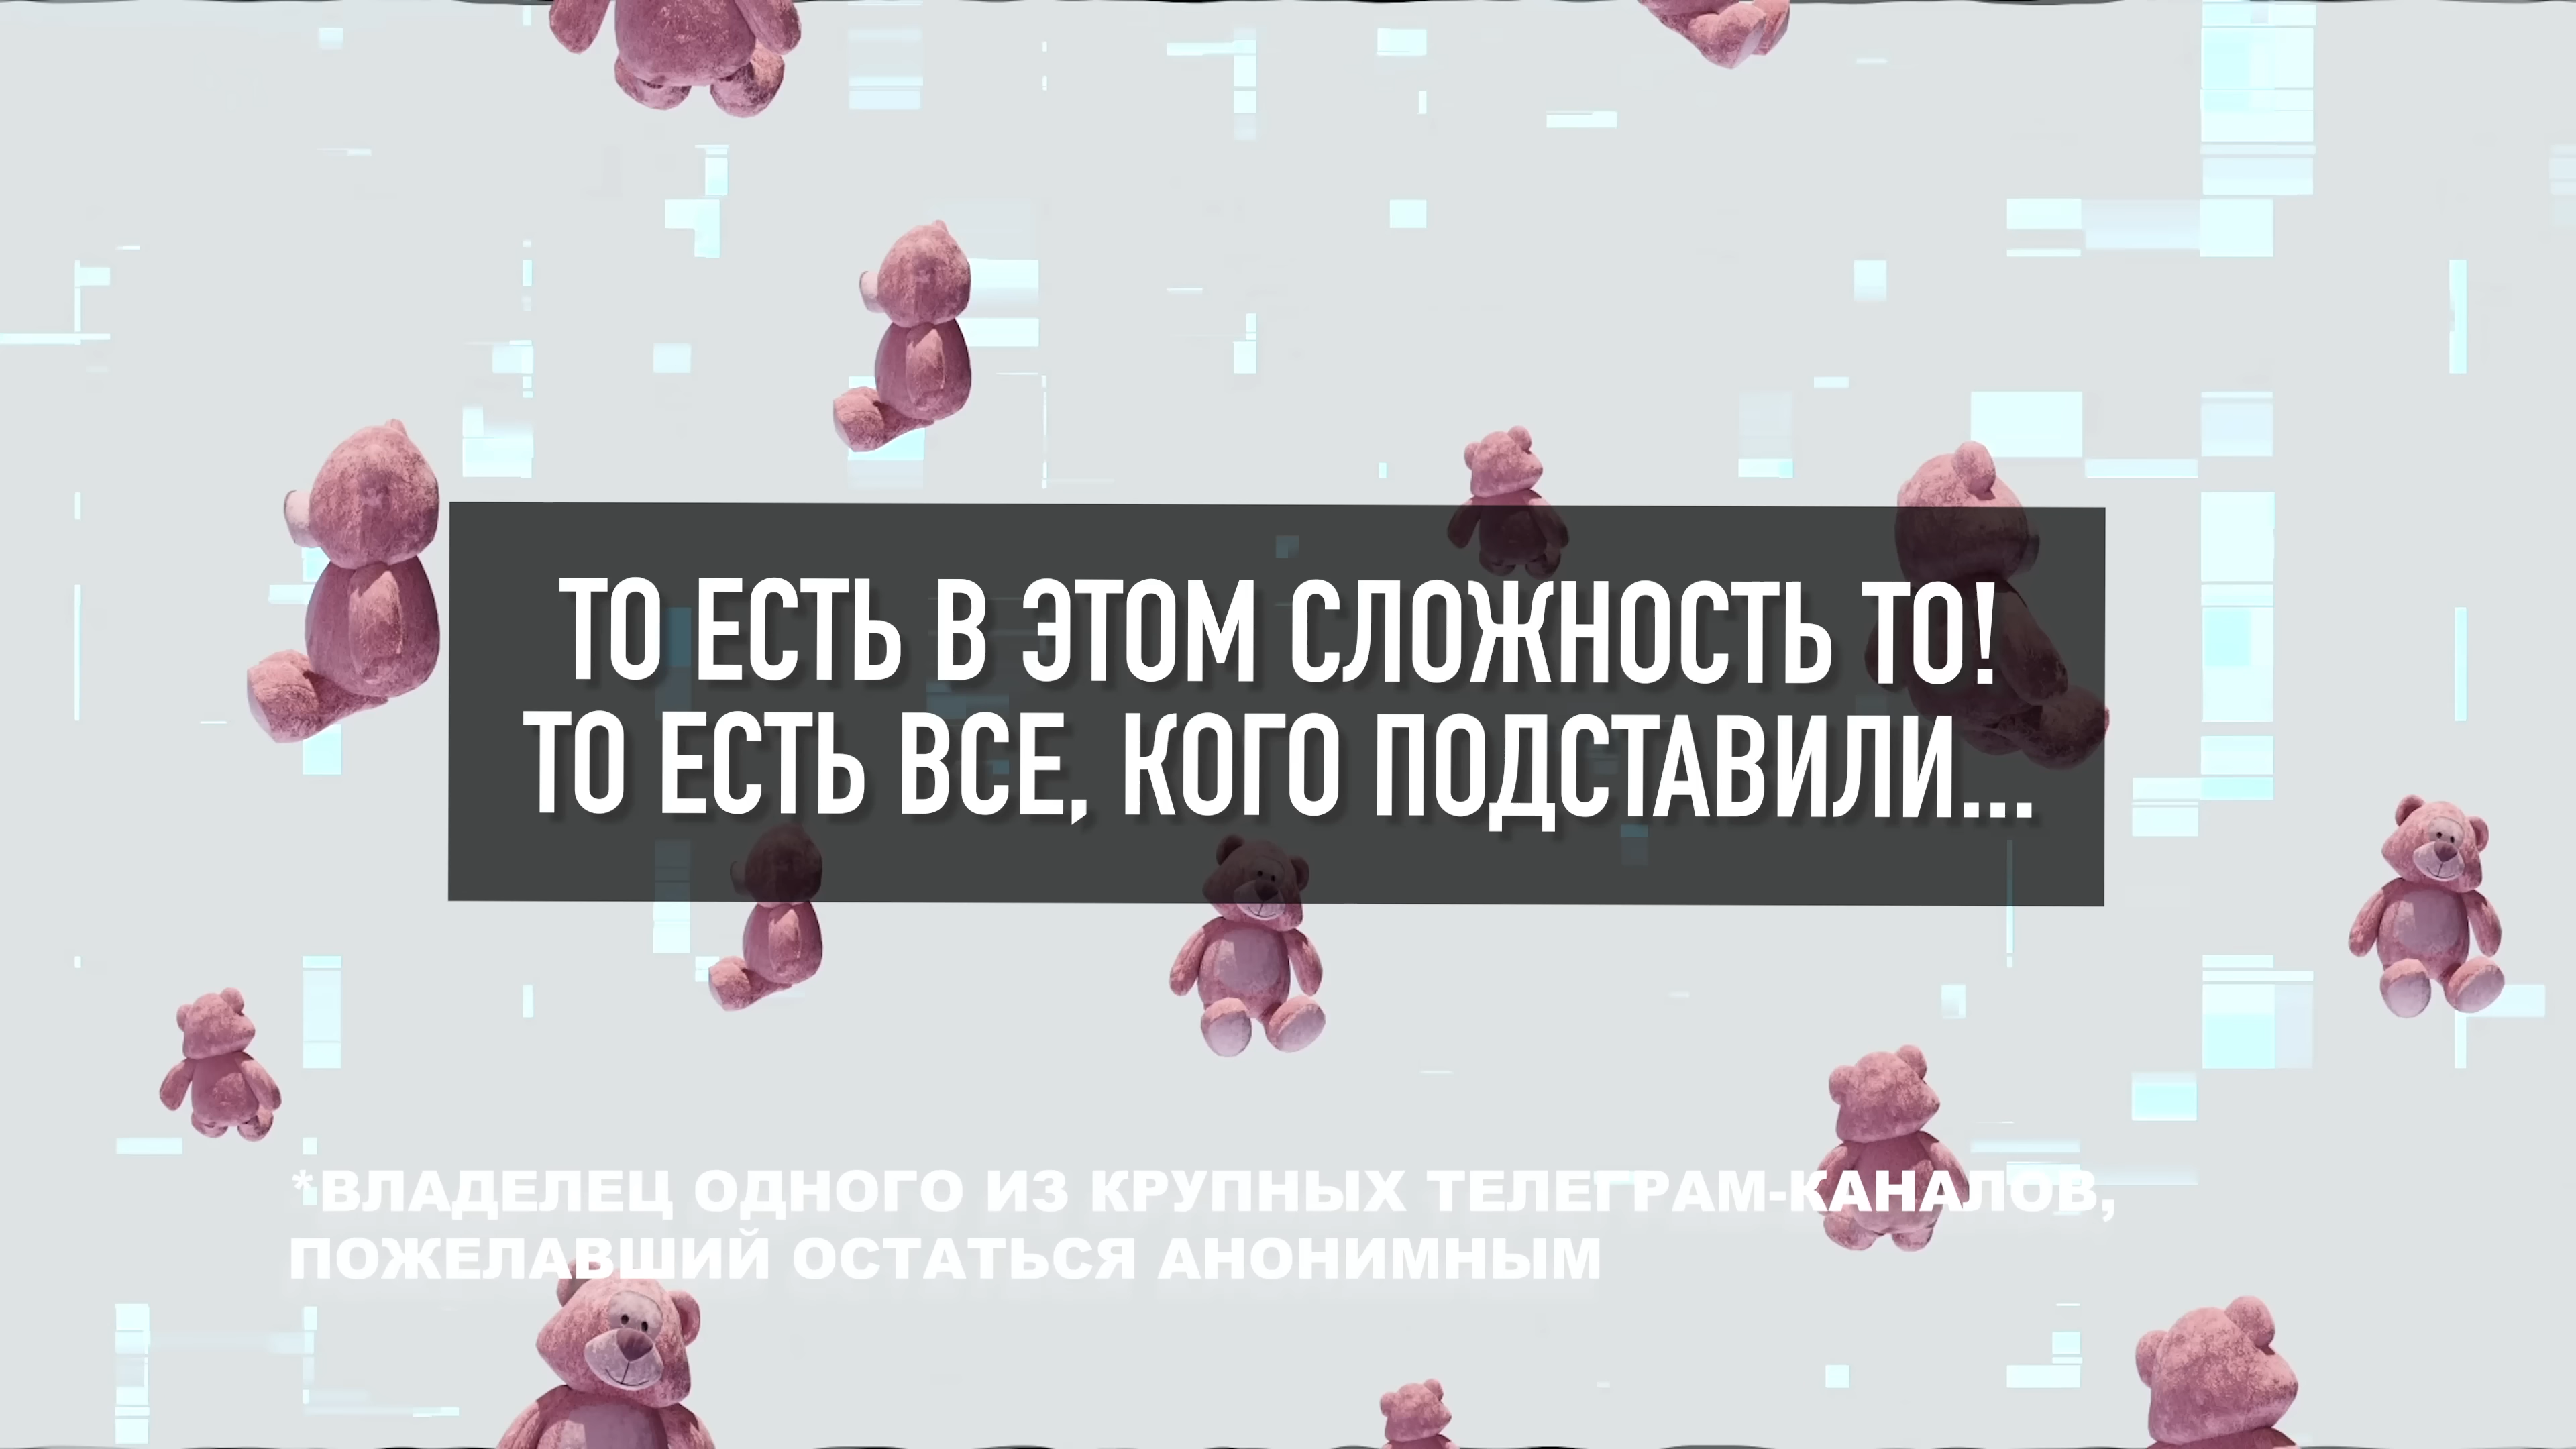 ТО ЕСТЬ В ЭТОМ СЛОЖНОСТЬ ТО!
ТО ЕСТЬ ВСЕ, КОГО ПОДСТАВИЛИ...
*ВЛАДЕЛЕЦ ОДНОГО ИЗ КРУПНЫХ ТЕЛЕГРАМ-КАНАЛОВ,
ПОЖЕЛАВШИЙ ОСТАТЬСЯ АНОНИМНЫМ